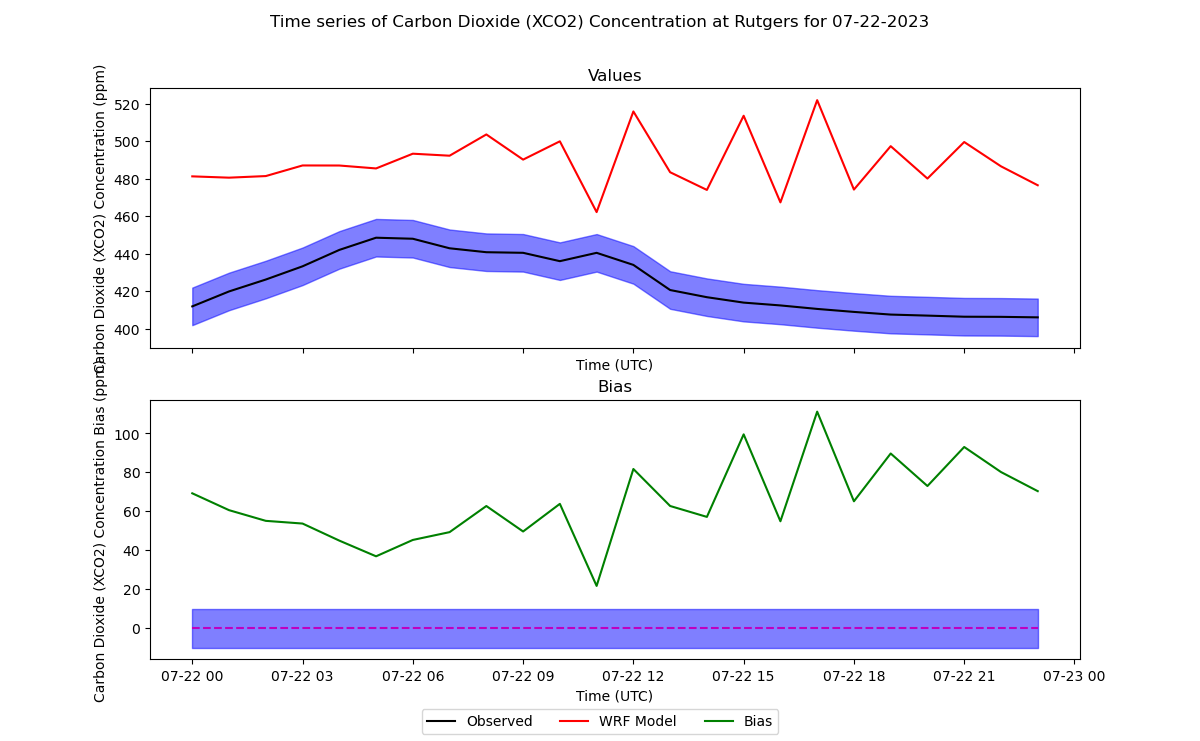 Time series of Carbon Dioxide (XCO2) Concentration at Rutgers for 07-22-2023
Values
Carbon Dioxide (XCO2) Concentration (ppm)
520
500
480
460
440
420
400
Time (UTC)
Bias
Carbon Dioxide (XCO2) Concentration Bias (ppm)
100
80
60
40
20
0
07-22 00 07-22 03 07-22 06 07-22 09 07-22 12 07-22 15 07-22 18 07-22 21 07-23 00
Time (UTC)
Observed WRF Model Bias